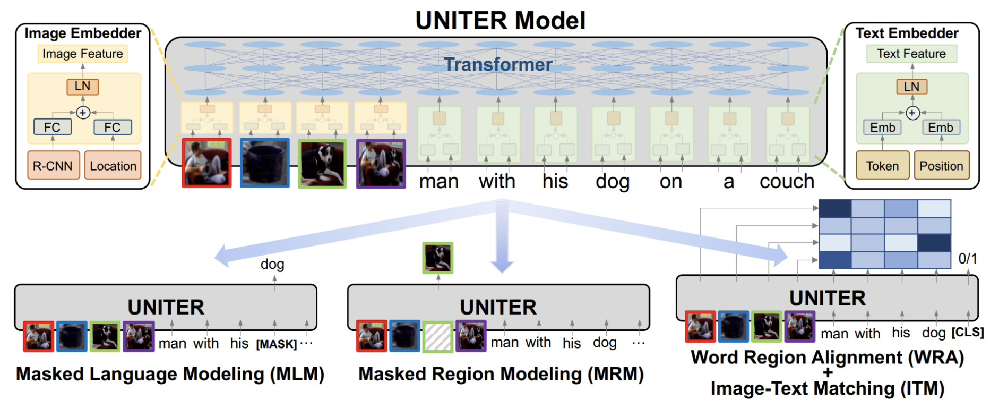 UNITER Model
Image Embedder
Image Feature
LN
+
FC FC
R-CNN Location
Transformer
man with his dog on a couch
Text Embedder
Text Feature
LN
+
Emb Emb
Token Position
dog
UNITER
man with his [MASK] ...
Masked Language Modeling (MLM)
UNITER
man with his dog ...
Masked Region Modeling (MRM)
0/1
UNITER
man with his dog [CLS]
Word Region Alignment (WRA)
+
Image-Text Matching (ITM)